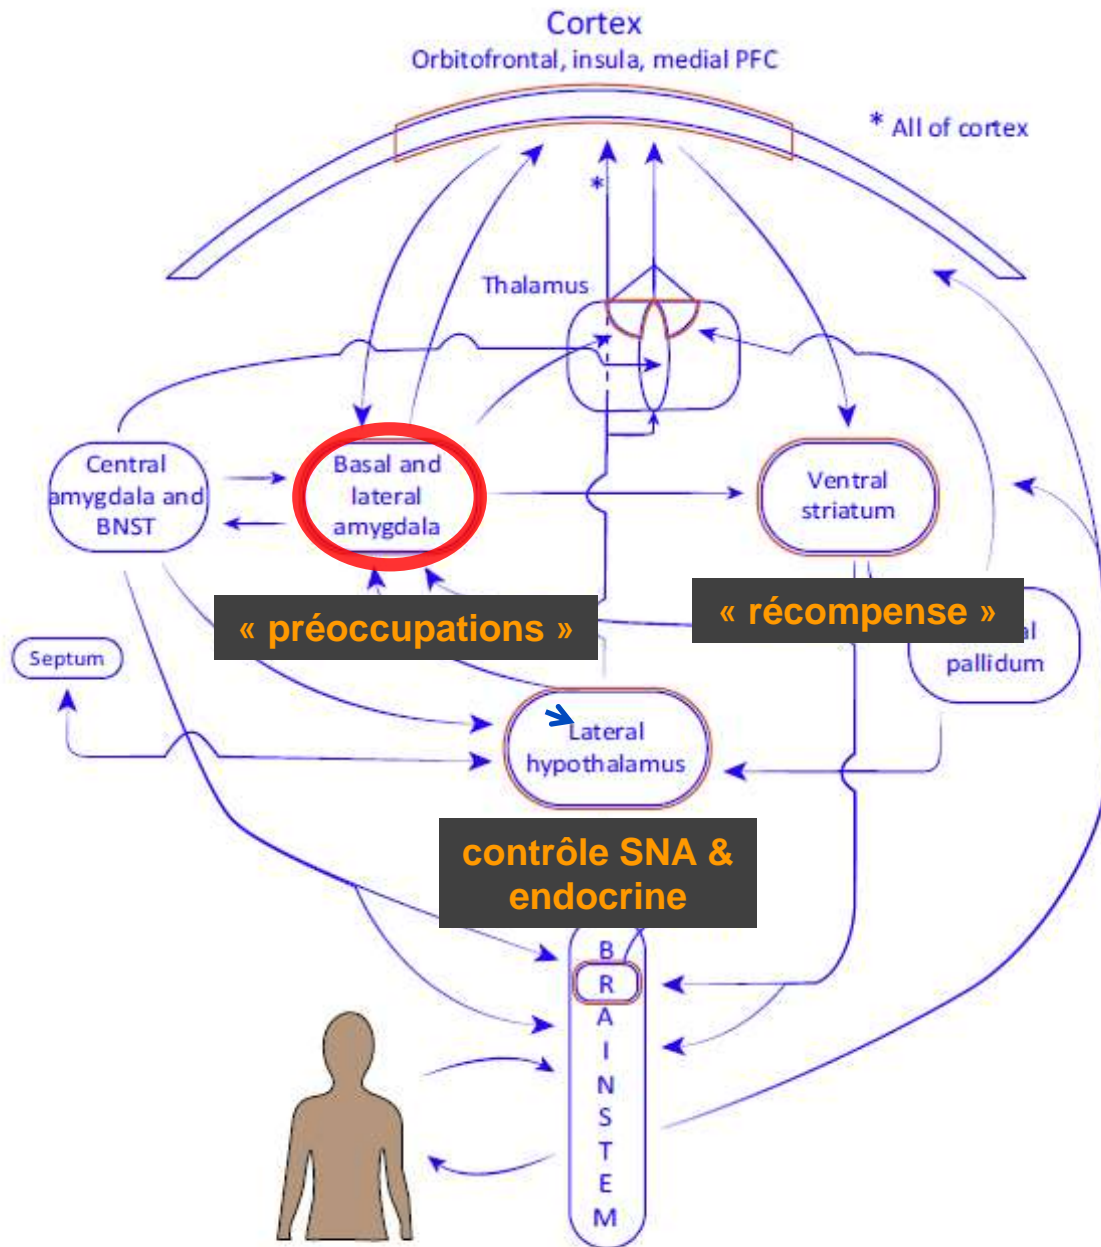 Cortex
Orbitofrontal, insula, medial PFC
* All of cortex
*
Thalamus
Central
amygdala and
BNST
Basal and
lateral
amygdala
Ventral
striatum
« préoccupations »
« récompense »
Septum
al
pallidum
Lateral
hypothalamus
contrôle SNA &
endocrine
B
R
A
I
N
S
T
E
M